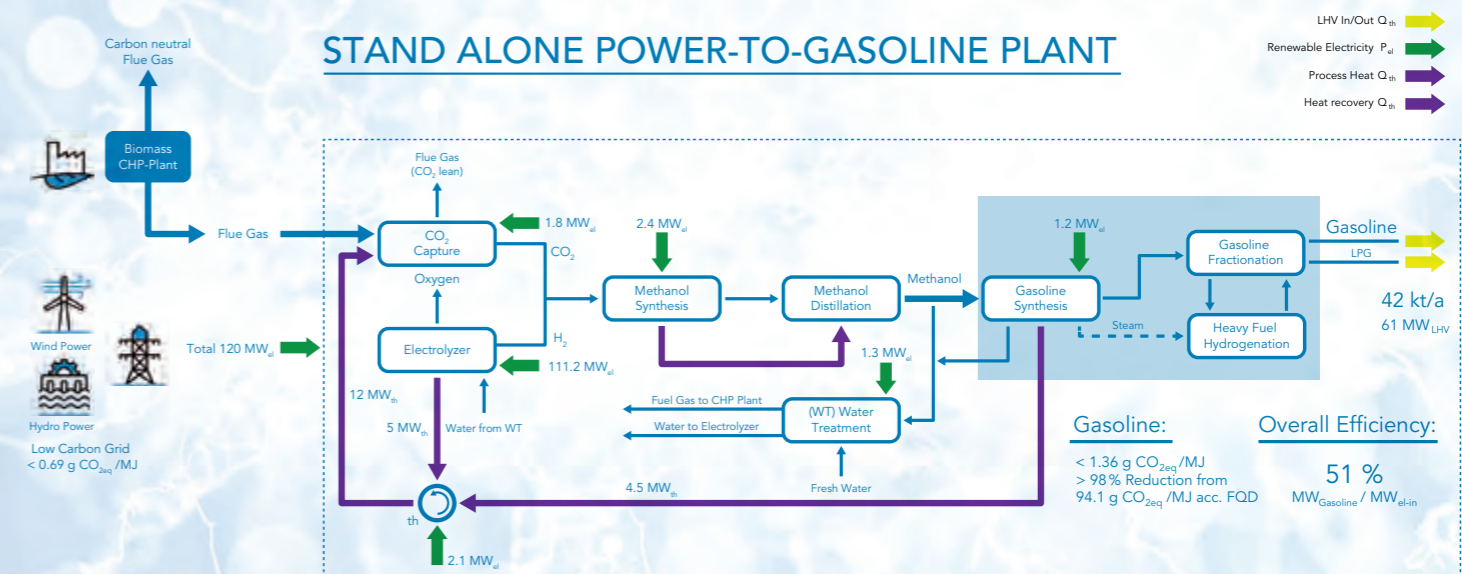 STAND ALONE POWER-TO-GASOLINE PLANT
LHV In/Out Q th
Renewable Electricity P el
Process Heat Q th
Heat recovery Q th
Carbon neutral
Flue Gas
Biomass
CHP-Plant
Flue Gas
Wind Power
Hydro Power
Low Carbon Grid
< 0.69 g CO2eq /MJ
Total 120 MWel
Flue Gas
(CO2 lean)
CO2
Capture
1.8 MWel
CO2
Oxygen
Electrolyzer
H2
111.2 MWel
12 MWth
5 MWth
Water from WT
th
2.1 MWel
2.4 MWel
Methanol
Synthesis
Methanol
Distillation
Methanol
1.3 MWel
(WT) Water
Treatment
Fuel Gas to CHP Plant
Water to Electrolyzer
Fresh Water
4.5 MWth
1.2 MWel
Gasoline
Synthesis
Steam
Gasoline
Fractionation
Heavy Fuel
Hydrogenation
Gasoline
LPG
42 kt/a
61 MW LHV
Gasoline:
< 1.36 g CO2eq /MJ
> 98% Reduction from
94.1 g CO2eq /MJ acc. FQD
Overall Efficiency:
51 %
MWGasoline / MWel-in